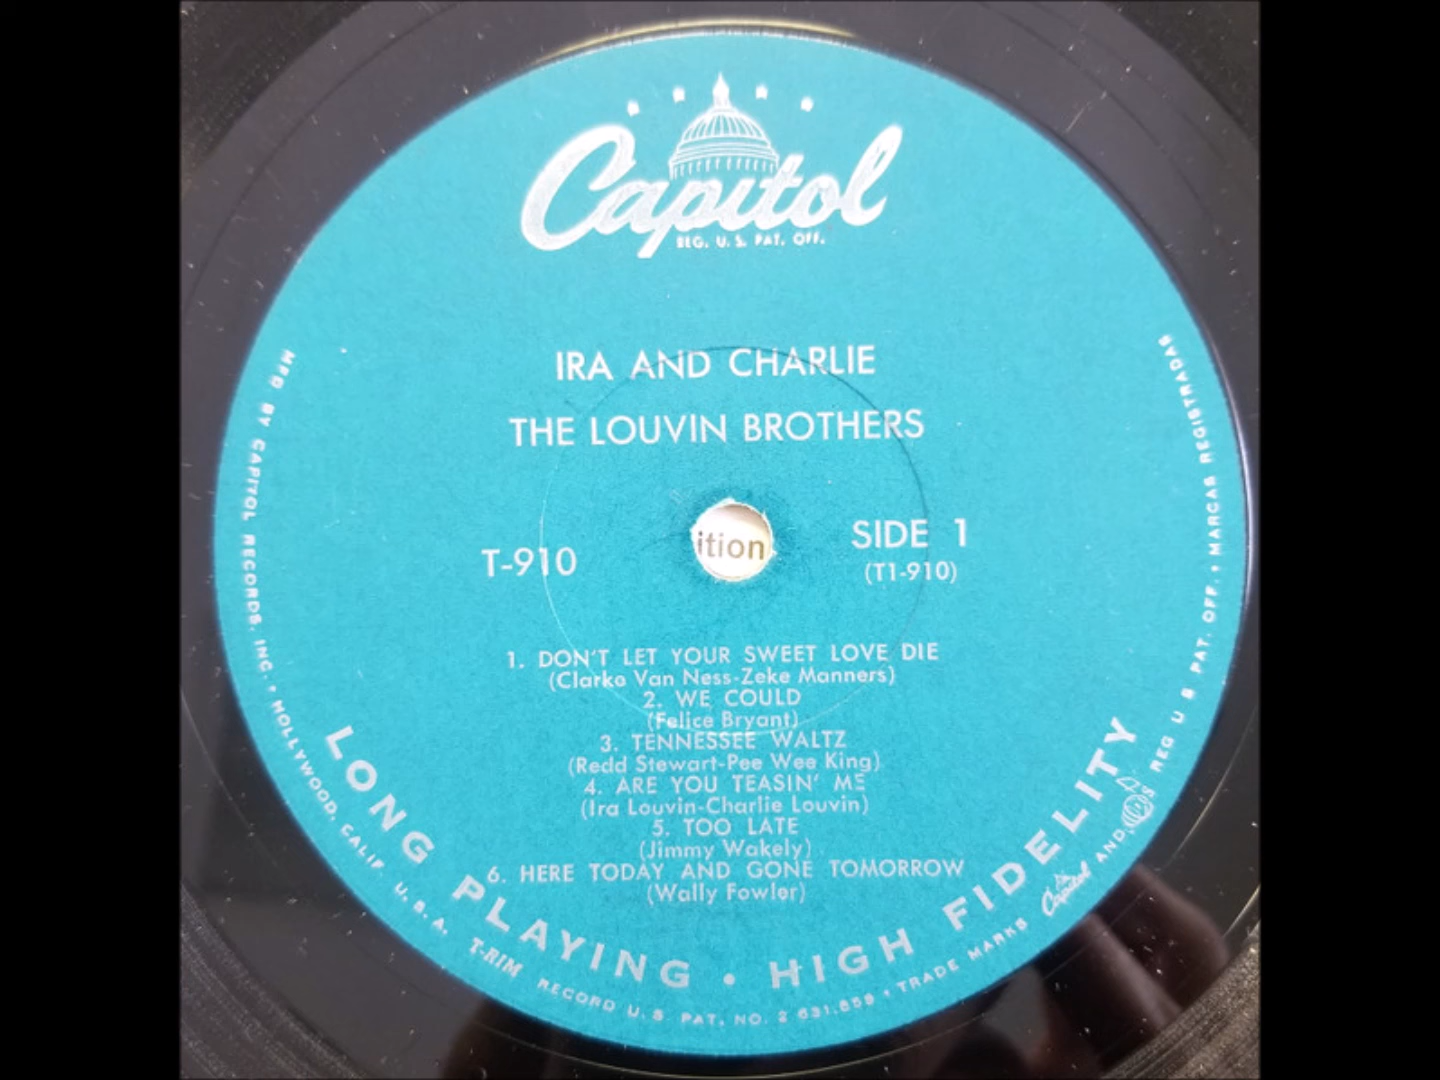 Capitol
REG. U.S. PAT. OFF.
IRA AND CHARLIE
THE LOUVIN BROTHERS
ition
T-910
SIDE 1
(T1-910)
1. DON'T LET YOUR SWEET LOVE DIE
(Clarke Van Ness-Zeke Manners)
2. WE COULD
(Felice Bryant)
3. TENNESSEE WALTZ
(Redd Stewart-Pee Wee King)
4. ARE YOU TEASIN' ME
(Ira Louvin-Charlie Louvin)
5. TOO LATE
(Jimmy Wakely)
6. HERE TODAY AND GONE TOMORROW
(Wally Fowler)
LONG PLAYING • HIGH FIDELITY
MFD BY CAPITOL RECORDS, INC. • HOLLYWOOD, CALIF. U.S.A. T-RIM RECORD U.S. PAT. NO. 2 631,859 • TRADE MARKS Capitol AND REG U S PAT. OFF. • MARCAS REGISTRADAS